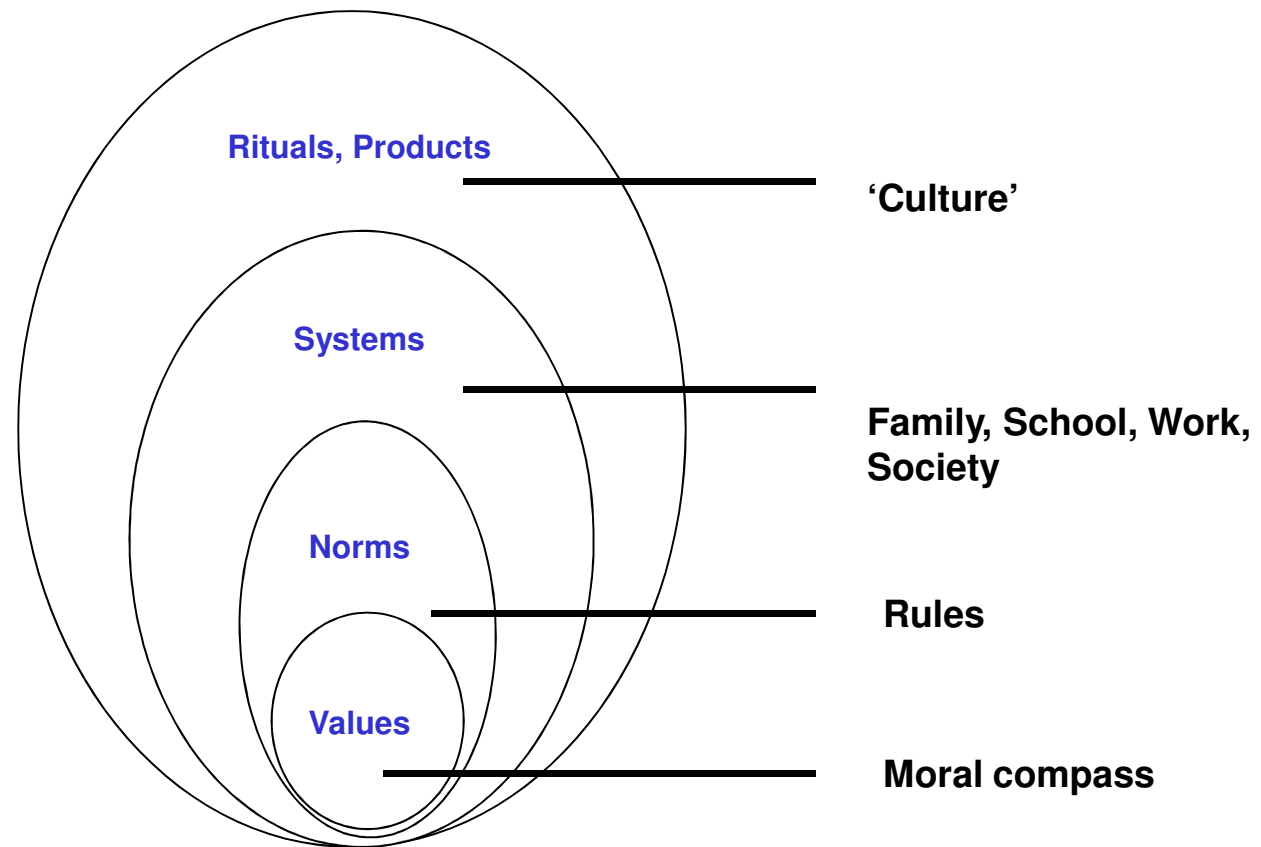 Rituals, Products
‘Culture’
Systems
Family, School, Work,
Society
Norms
Rules
Values
Moral compass